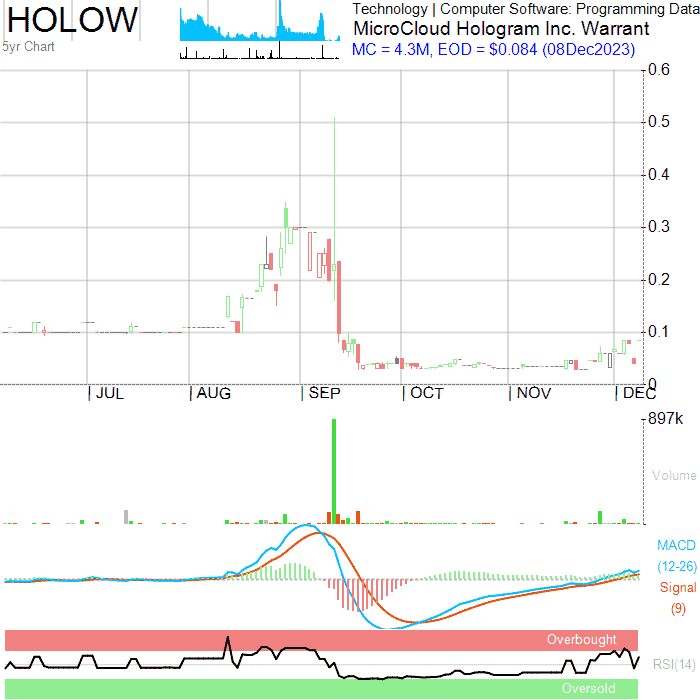 HOLOW
5yr Chart
Technology | Computer Software: Programming Data
MicroCloud Hologram Inc. Warrant
MC = 4.3M, EOD = $0.084 (08Dec2023)
0.6
0.5
0.4
0.3
0.2
0.1
0
JUL AUG SEP OCT NOV DEC
897k
Volume
MACD
(12-26)
Signal
(9)
Overbought
RSI(14)
Oversold